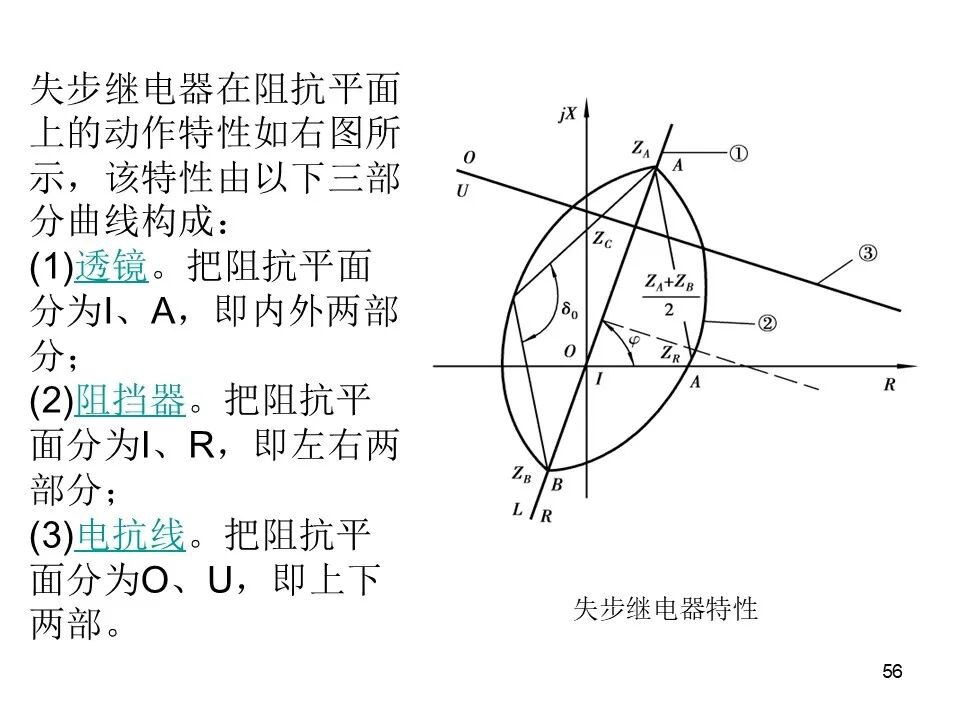 失步继电器在阻抗平面
上的动作特性如右图所
示，该特性由以下三部
分曲线构成：
(1)透镜。把阻抗平面
分为I、A，即内外两部
分；
(2)阻挡器。把阻抗平
面分为I、R，即左右两
部分；
(3)电抗线。把阻抗平
面分为O、U，即上下
两部。
jX
Z_A
A
①
O
U
Z_C
③
Z_A+Z_B
2
δ_0
②
φ
O
Z_R
I
A
R
Z_B
B
L
R
失步继电器特性
56